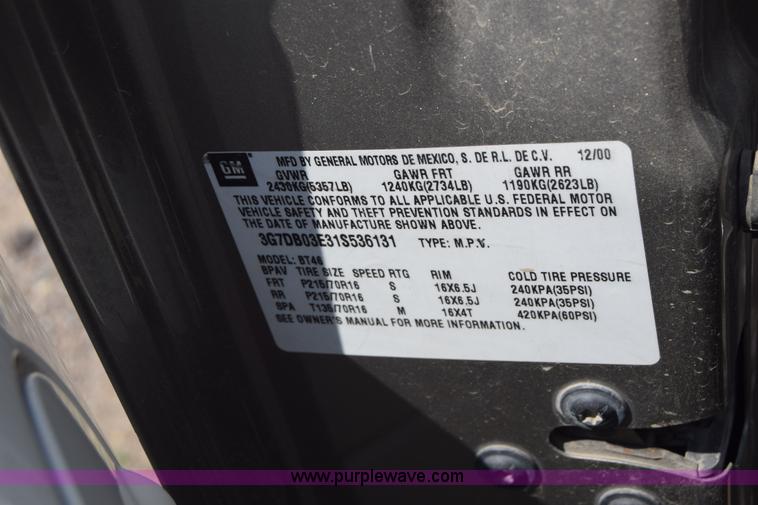 GM
MFD BY GENERAL MOTORS DE MEXICO, S. DE R.L. DE C.V. 12/00
GVWR GAWR FRT GAWR RR
2430KG(5357LB) 1240KG(2734LB) 1190KG(2623LB)
THIS VEHICLE CONFORMS TO ALL APPLICABLE U.S. FEDERAL MOTOR
VEHICLE SAFETY AND THEFT PREVENTION STANDARDS IN EFFECT ON
THE DATE OF MANUFACTURE SHOWN ABOVE.
3G7DB03E31S536131 TYPE: M.P.V.
MODEL: BT46
BPAV TIRE SIZE SPEED RTG RIM COLD TIRE PRESSURE
FRT P215/70R16 S 16X6.5J 240KPA(35PSI)
RR P215/70R16 S 16X6.5J 240KPA(35PSI)
SPA T135/70R16 M 16X4T 420KPA(60PSI)
SEE OWNER'S MANUAL FOR MORE INFORMATION.
www.purplewave.com